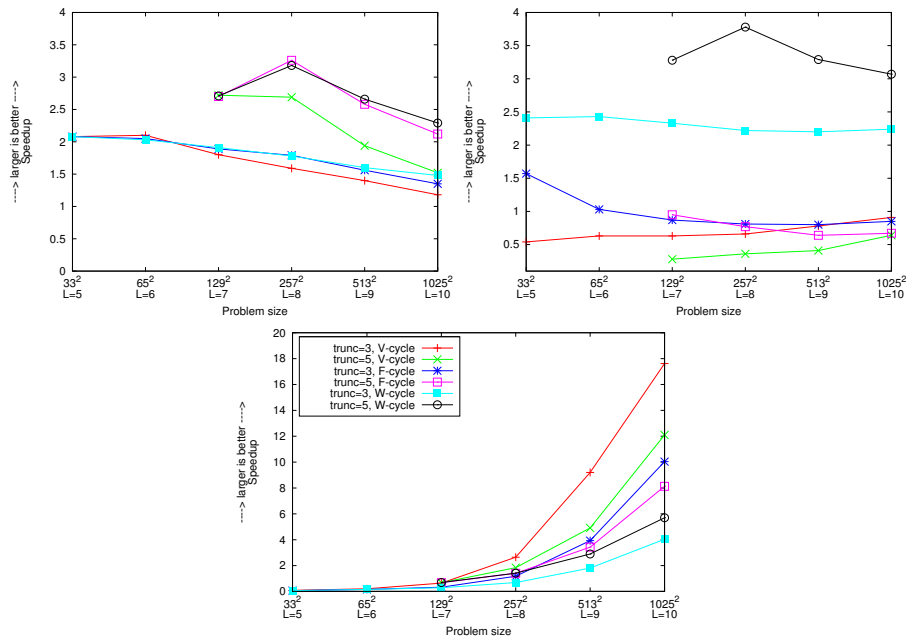 4
3.5
3
2.5
2
1.5
1
0.5
0
----> larger is better ---->
Speedup
33² 65² 129² 257² 513² 1025²
L=5 L=6 L=7 L=8 L=9 L=10
Problem size
4
3.5
3
2.5
2
1.5
1
0.5
----> larger is better ---->
Speedup
33² 65² 129² 257² 513² 1025²
L=5 L=6 L=7 L=8 L=9 L=10
Problem size
20
18
16
14
12
10
8
6
4
2
0
----> larger is better ---->
Speedup
trunc=3, V-cycle
trunc=5, V-cycle
trunc=3, F-cycle
trunc=5, F-cycle
trunc=3, W-cycle
trunc=5, W-cycle
33² 65² 129² 257² 513² 1025²
L=5 L=6 L=7 L=8 L=9 L=10
Problem size